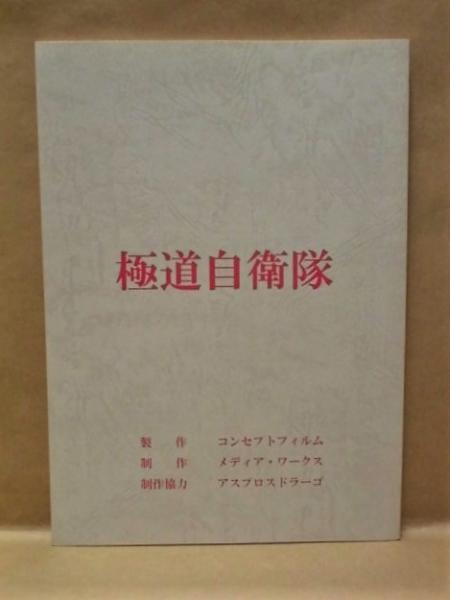 極道自衛隊
製　作　コンセプトフィルム
制　作　メディア・ワークス
制作協力　アスプロスドラーゴ